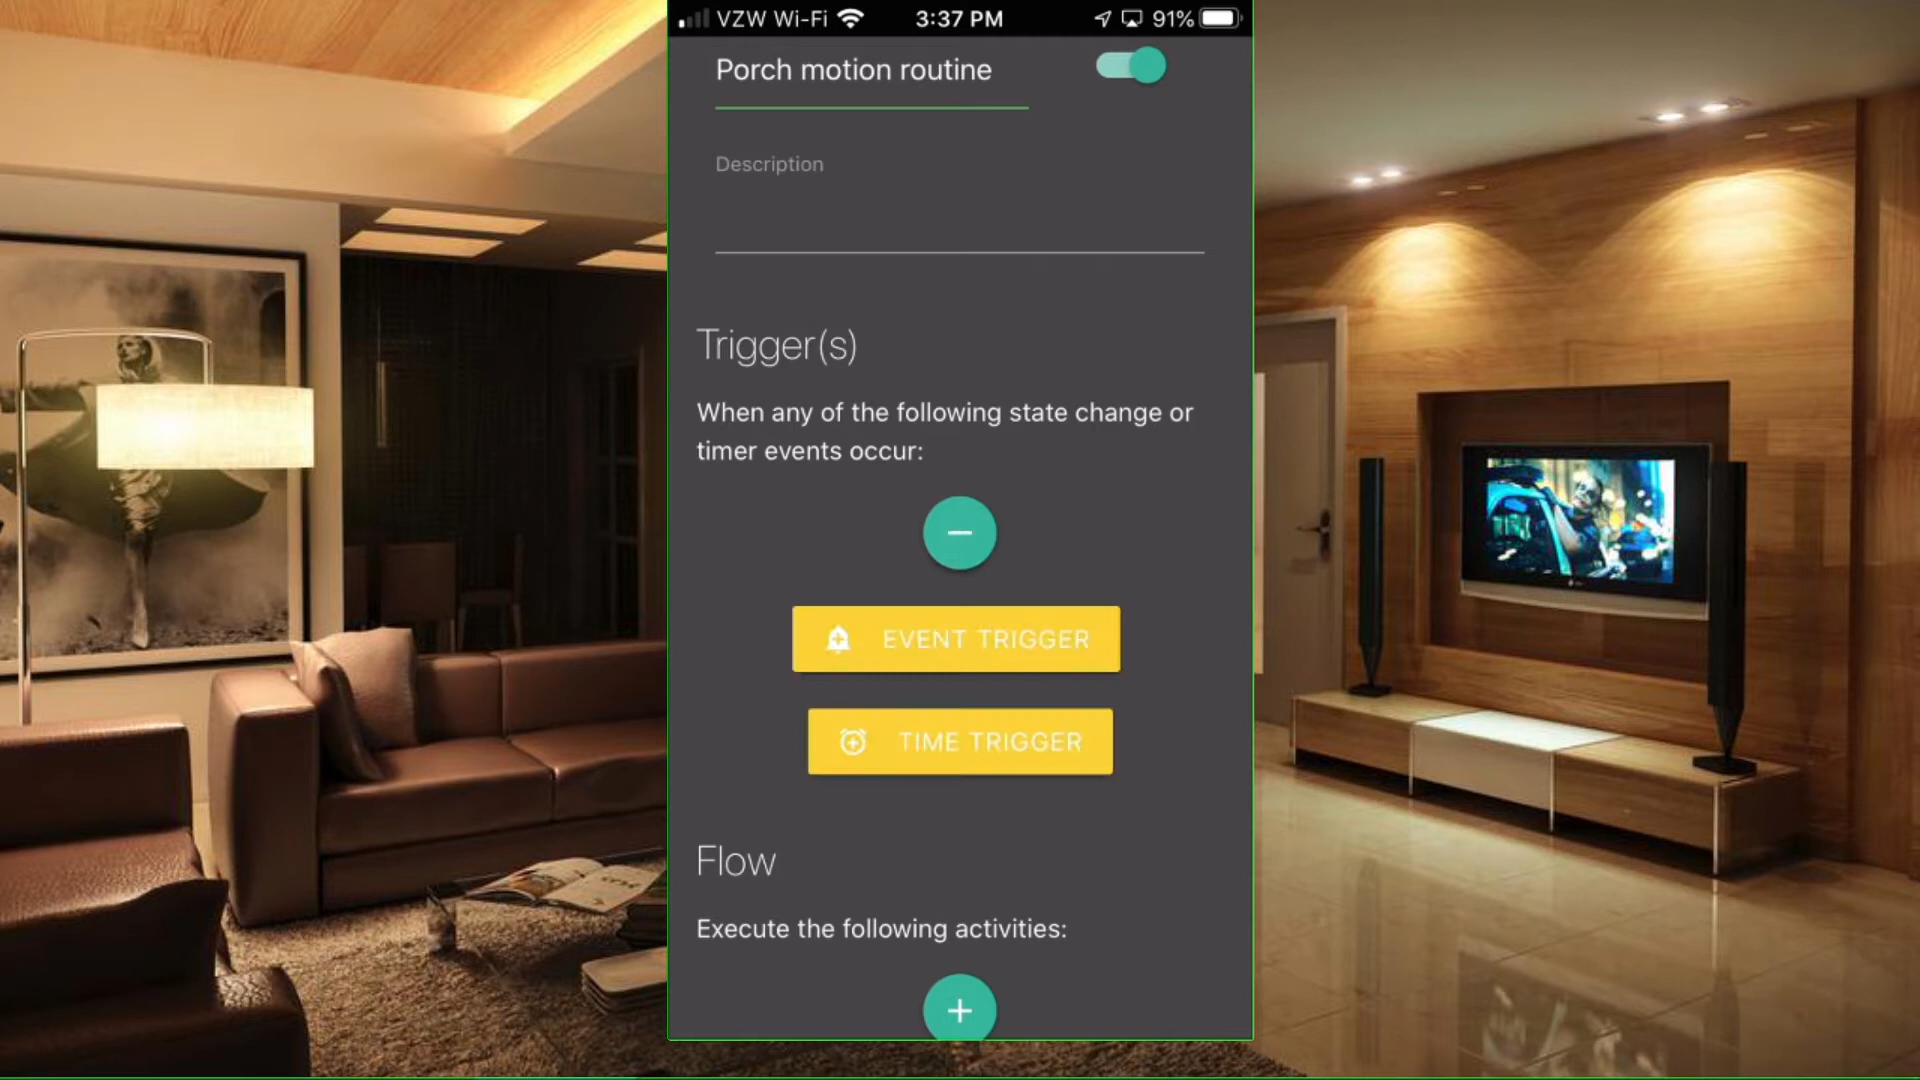 VZW Wi-Fi 3:37 PM 91%
Porch motion routine
Description
Trigger(s)
When any of the following state change or
timer events occur:
EVENT TRIGGER
TIME TRIGGER
Flow
Execute the following activities: